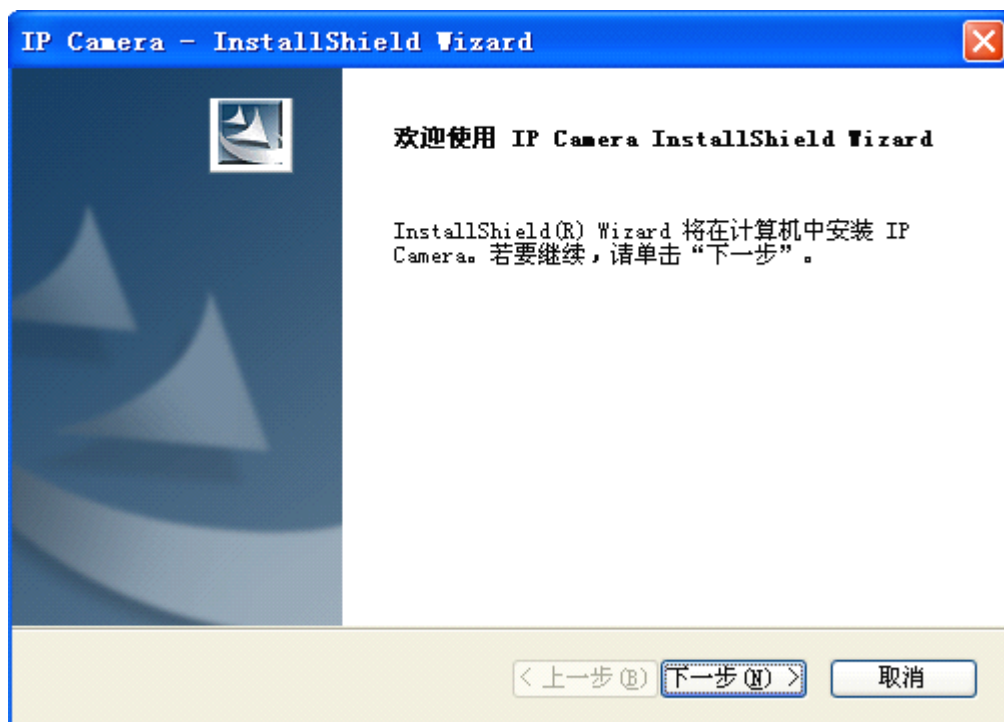 IP Camera - InstallShield Wizard
欢迎使用 IP Camera InstallShield Wizard
InstallShield(R) Wizard 将在计算机中安装 IP
Camera。若要继续，请单击“下一步”。
< 上一步(B) 下一步(N) > 取消